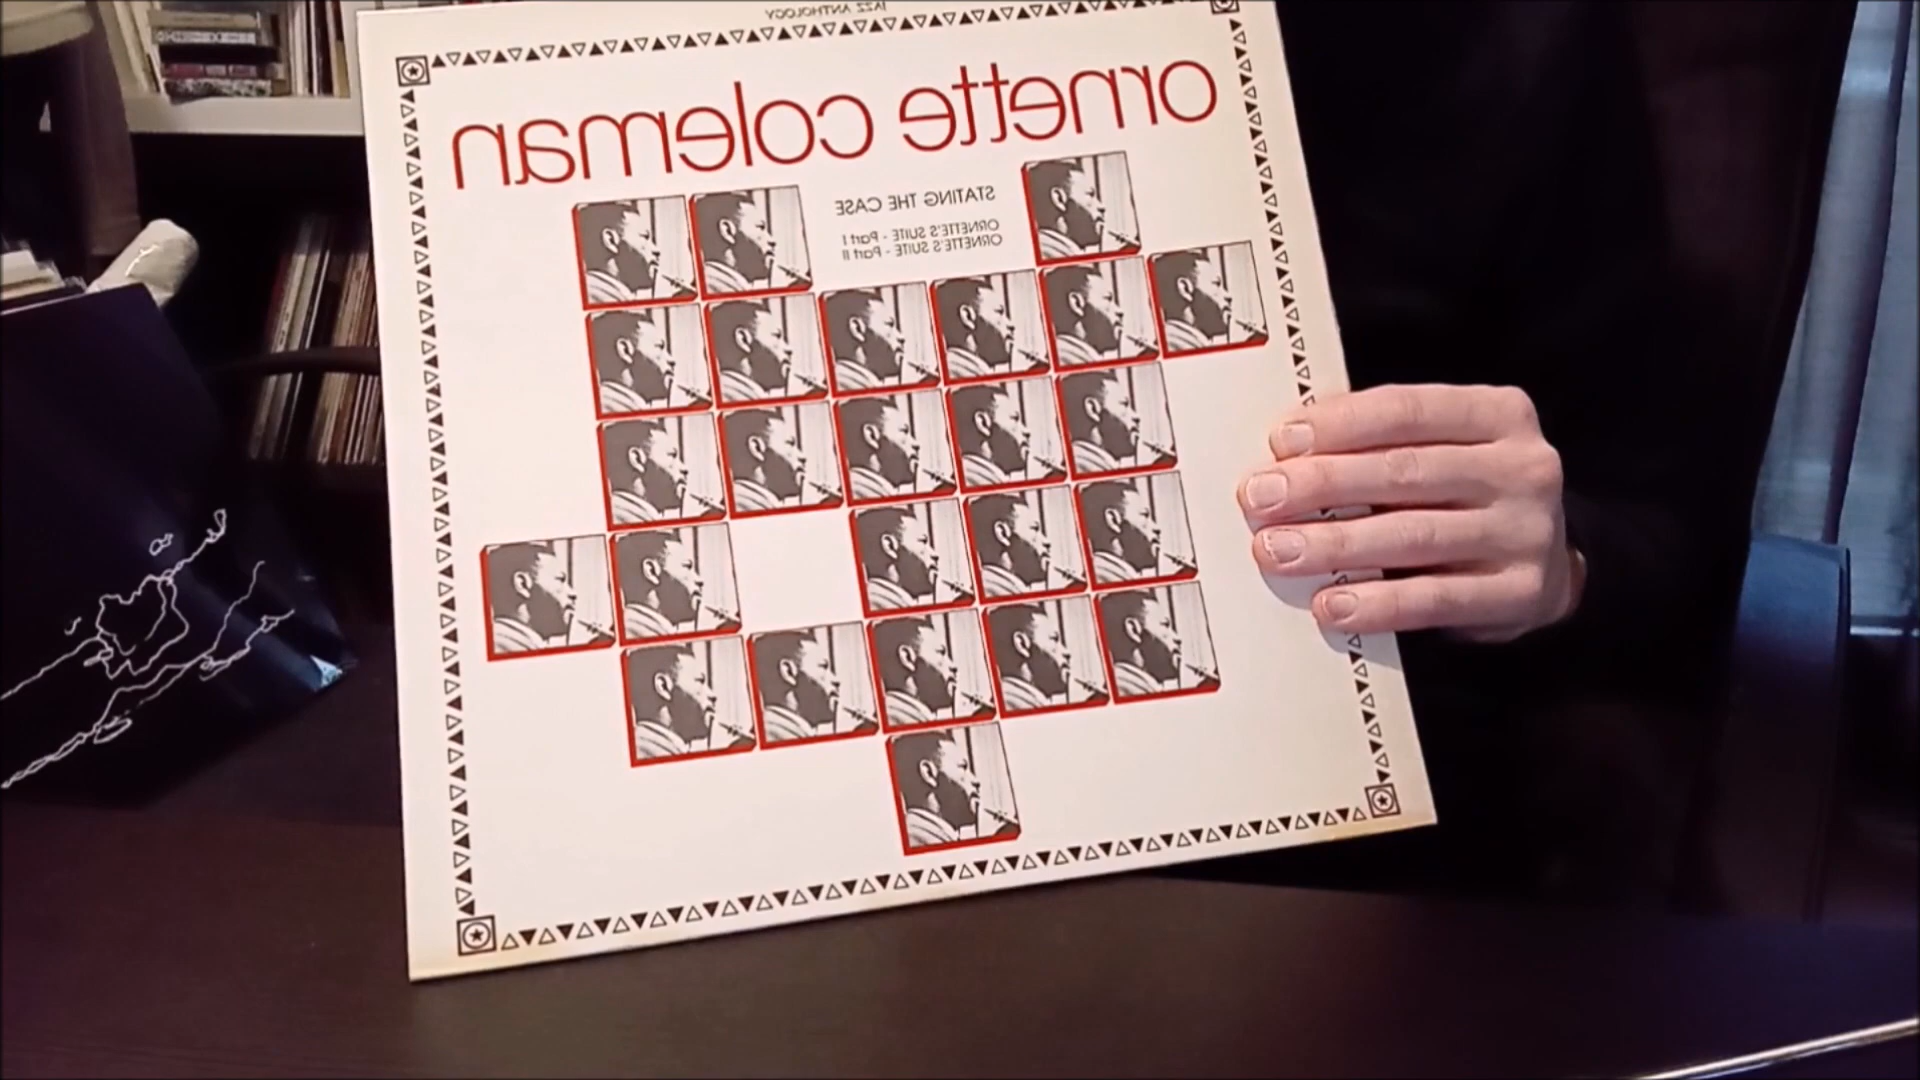 JAZZ ANTHOLOGY
ornette coleman
STATING THE CASE
ORNETTE'S SUITE - Part I
ORNETTE'S SUITE - Part II